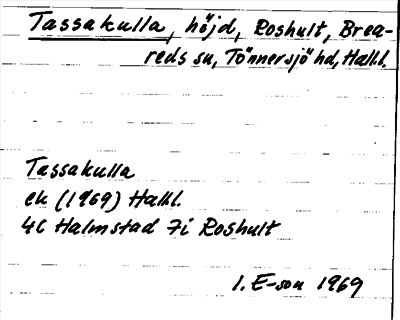 Tassakulla, höjd, Roshult, Brea-
reds sn, Tönnersjö hd, Hall.l.
Tassakulla
ek (1969) Hall.
4C Halmstad 7i Roshult
I. E-son 1969